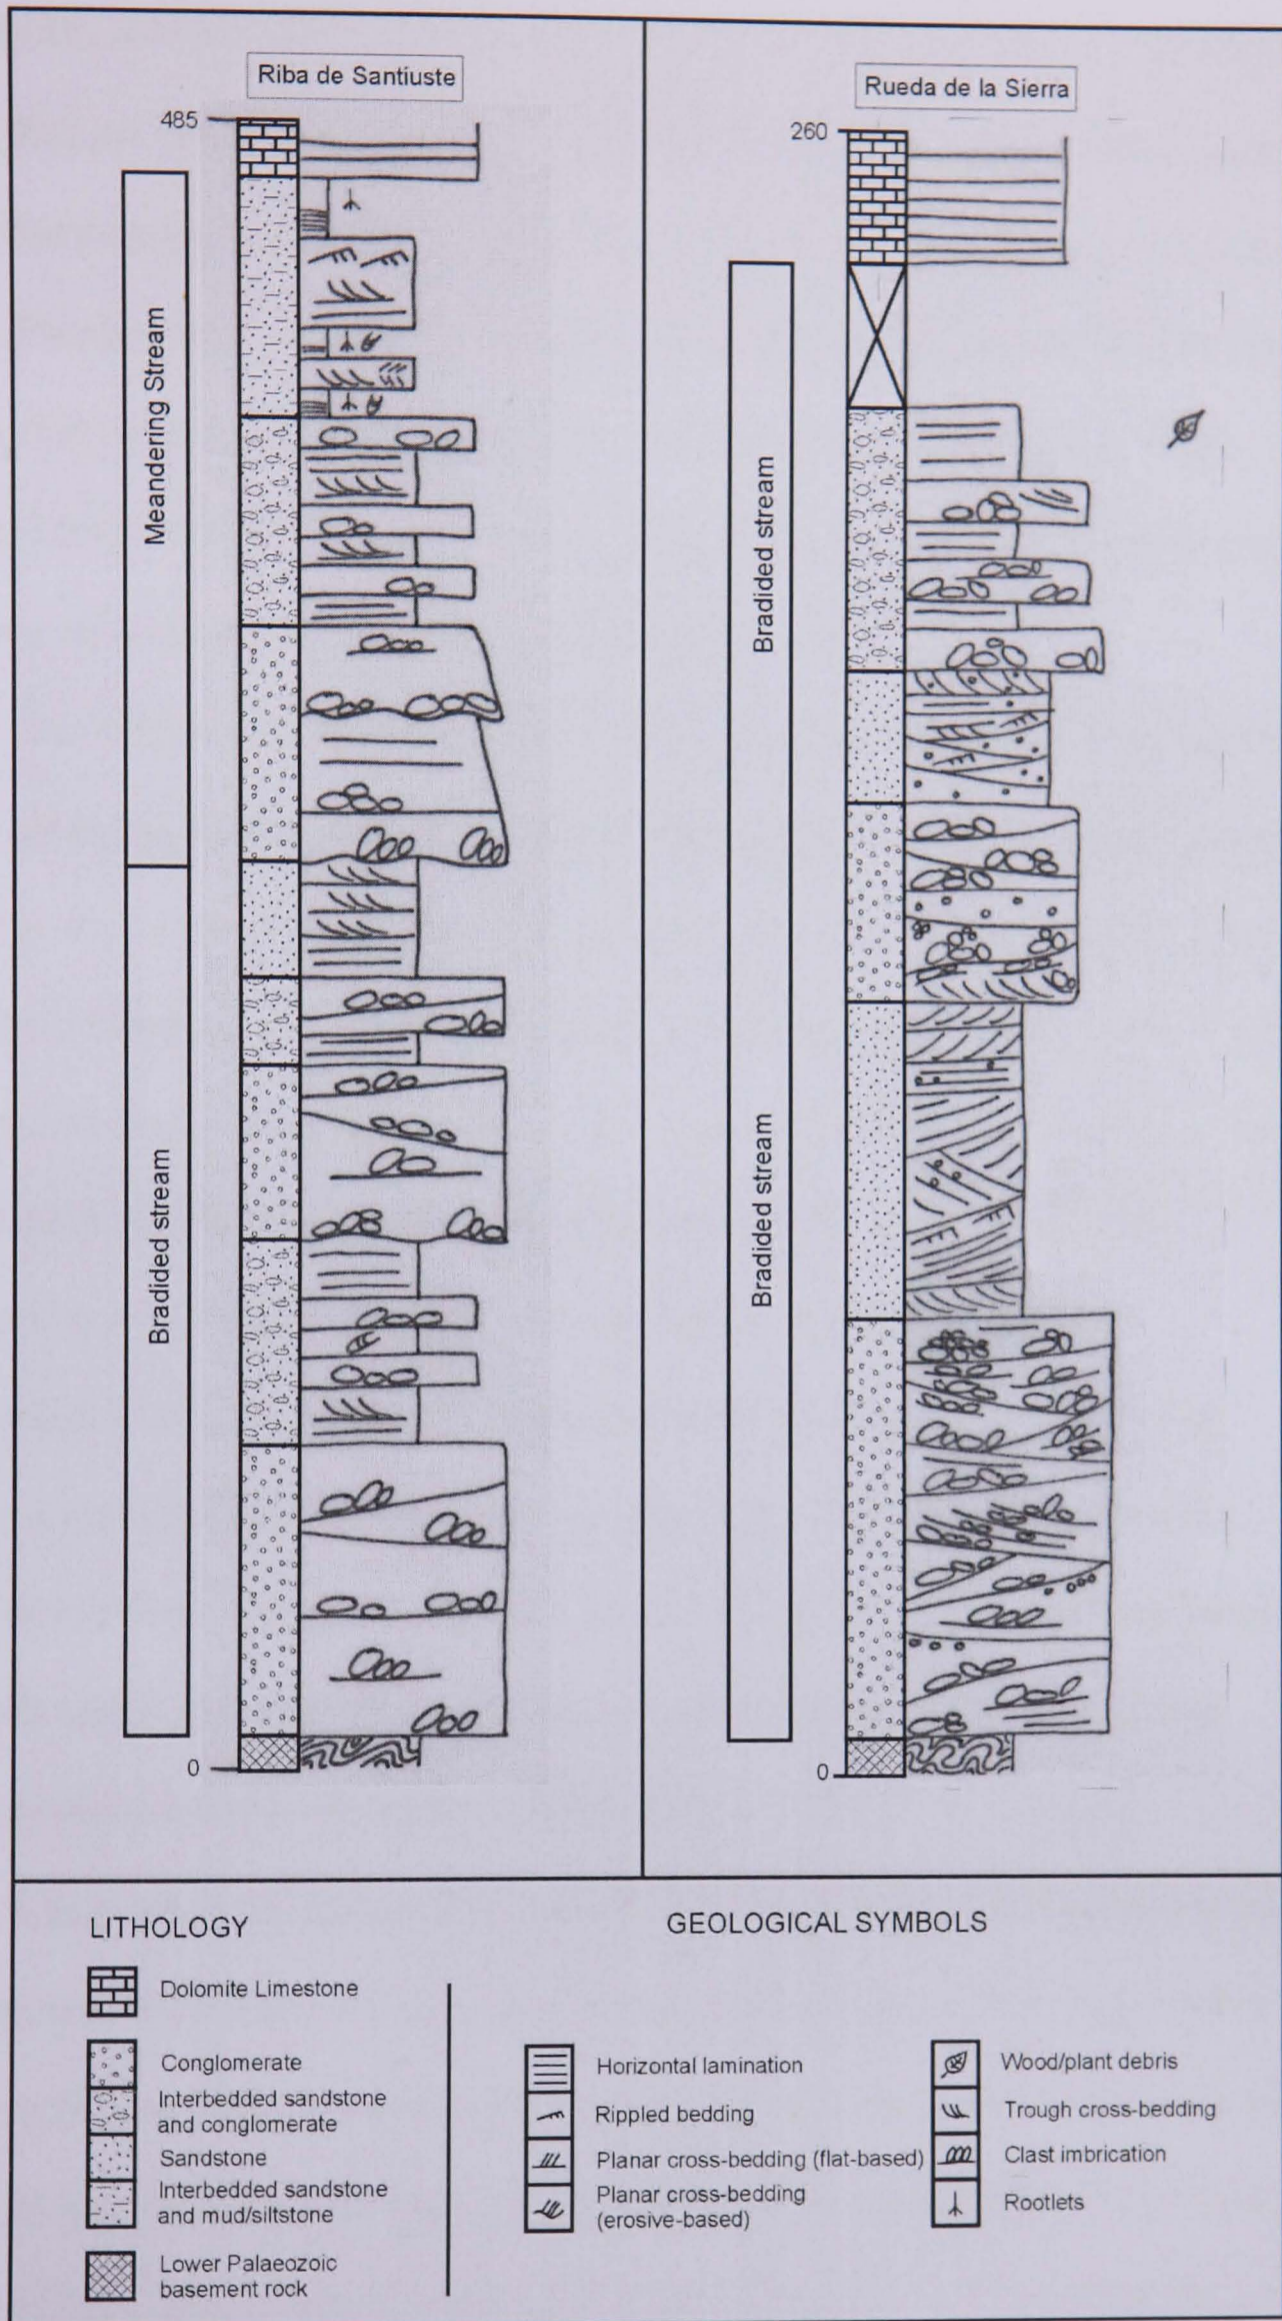 Riba de Santiuste
485
Meandering Stream
Bradided stream
0
Rueda de la Sierra
260
Bradided stream
Bradided stream
0
LITHOLOGY
Dolomite Limestone
Conglomerate
Interbedded sandstone
and conglomerate
Sandstone
Interbedded sandstone
and mud/siltstone
Lower Palaeozoic
basement rock
GEOLOGICAL SYMBOLS
Horizontal lamination
Rippled bedding
Planar cross-bedding (flat-based)
Planar cross-bedding
(erosive-based)
Wood/plant debris
Trough cross-bedding
Clast imbrication
Rootlets